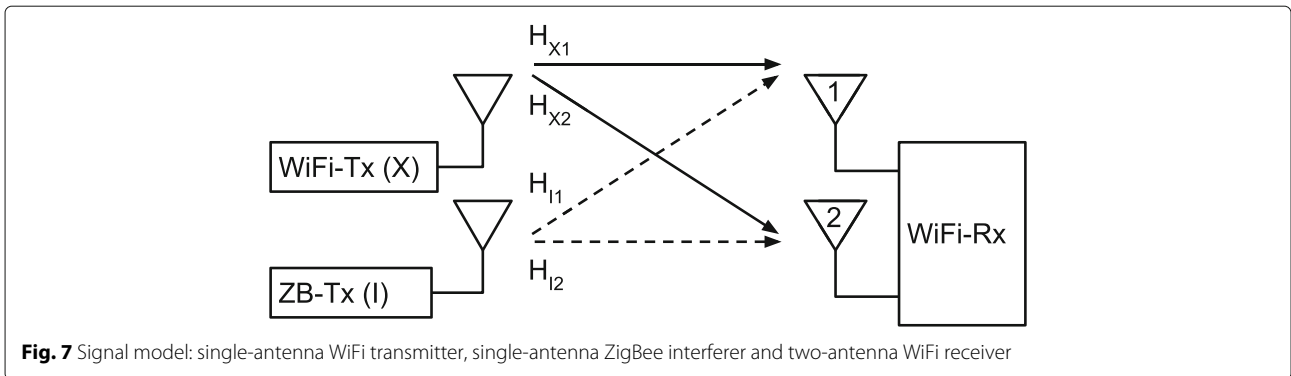 H_X1
1
H_X2
WiFi-Tx (X)
H_I1
2
WiFi-Rx
ZB-Tx (I)
H_I2
Fig. 7 Signal model: single-antenna WiFi transmitter, single-antenna ZigBee interferer and two-antenna WiFi receiver